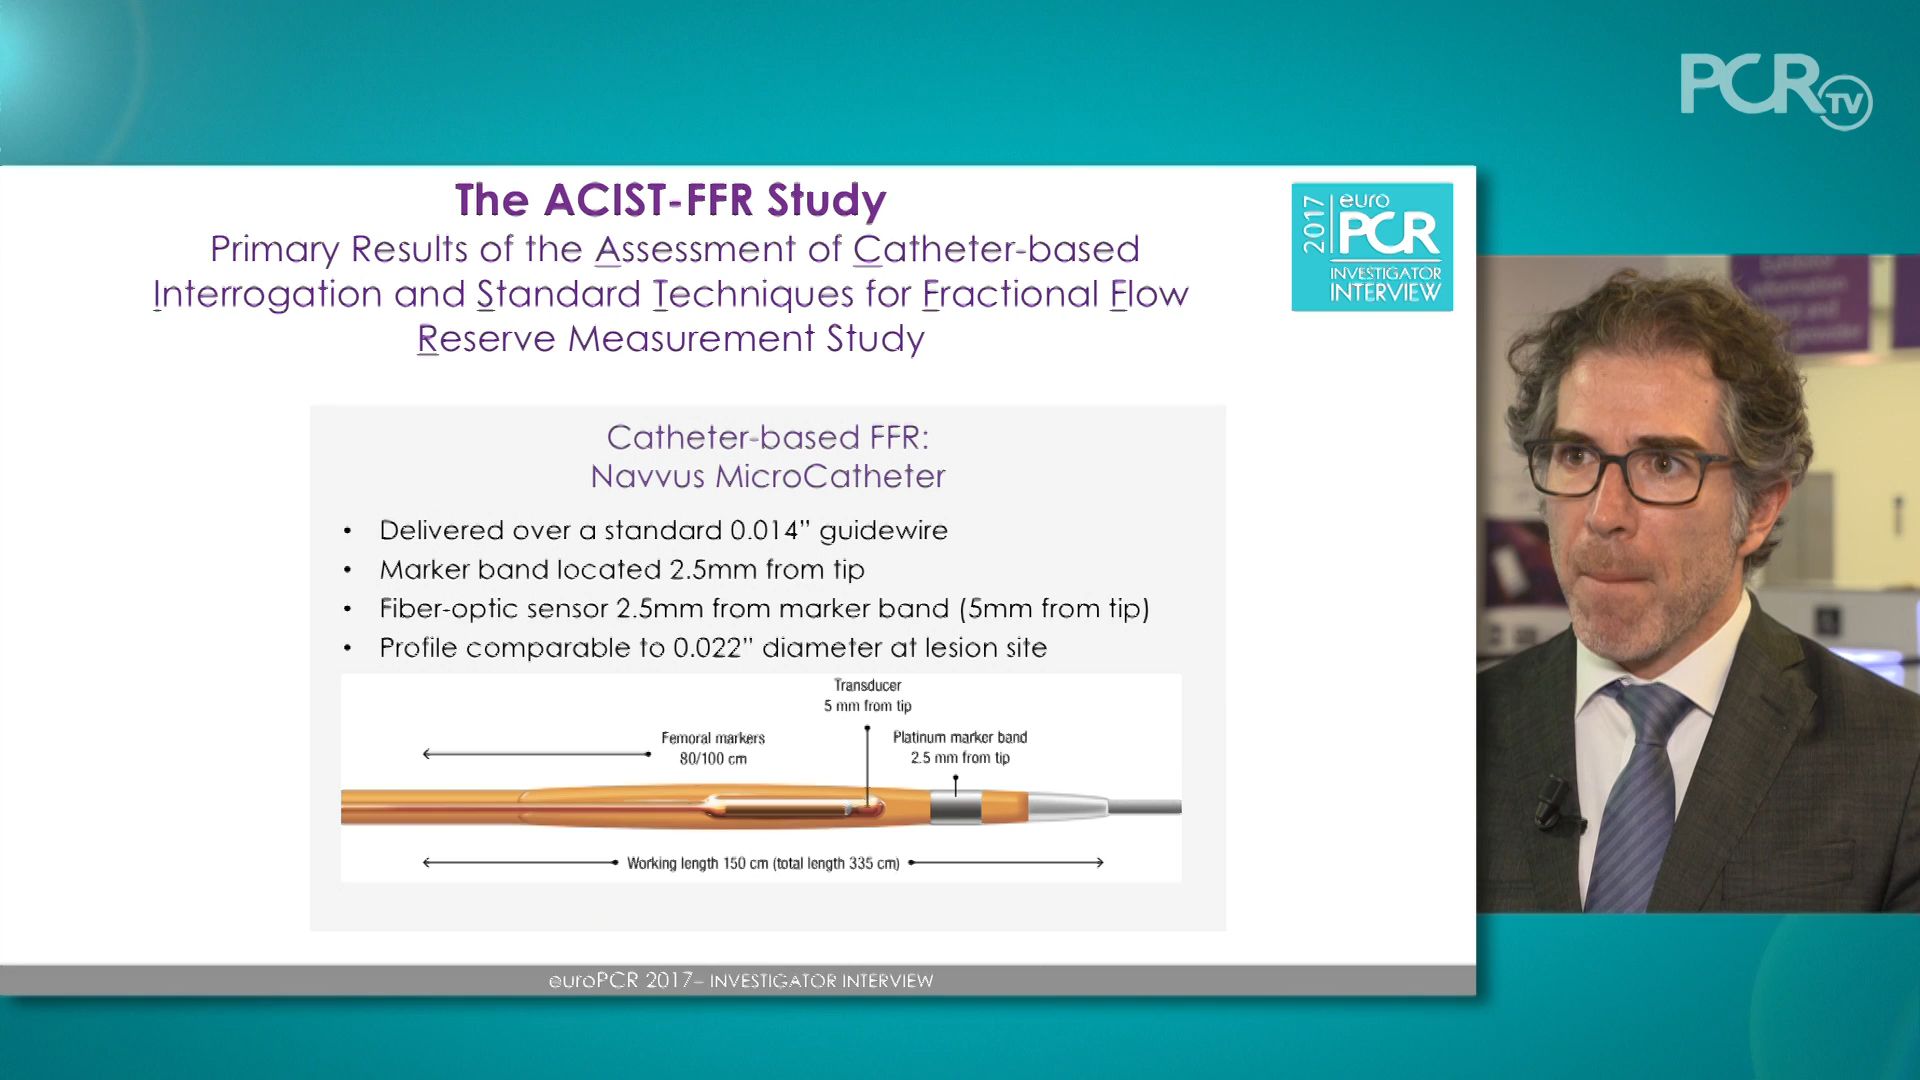 PCR TV
The ACIST-FFR Study
Primary Results of the Assessment of Catheter-based
Interrogation and Standard Techniques for Fractional Flow
Reserve Measurement Study
2017
euro
PCR
INVESTIGATOR
INTERVIEW
Catheter-based FFR:
Navvus MicroCatheter
• Delivered over a standard 0.014” guidewire
• Marker band located 2.5mm from tip
• Fiber-optic sensor 2.5mm from marker band (5mm from tip)
• Profile comparable to 0.022” diameter at lesion site
Transducer
5 mm from tip
Femoral markers
80/100 cm
Platinum marker band
2.5 mm from tip
Working length 150 cm (total length 335 cm)
euroPCR 2017– INVESTIGATOR INTERVIEW
information